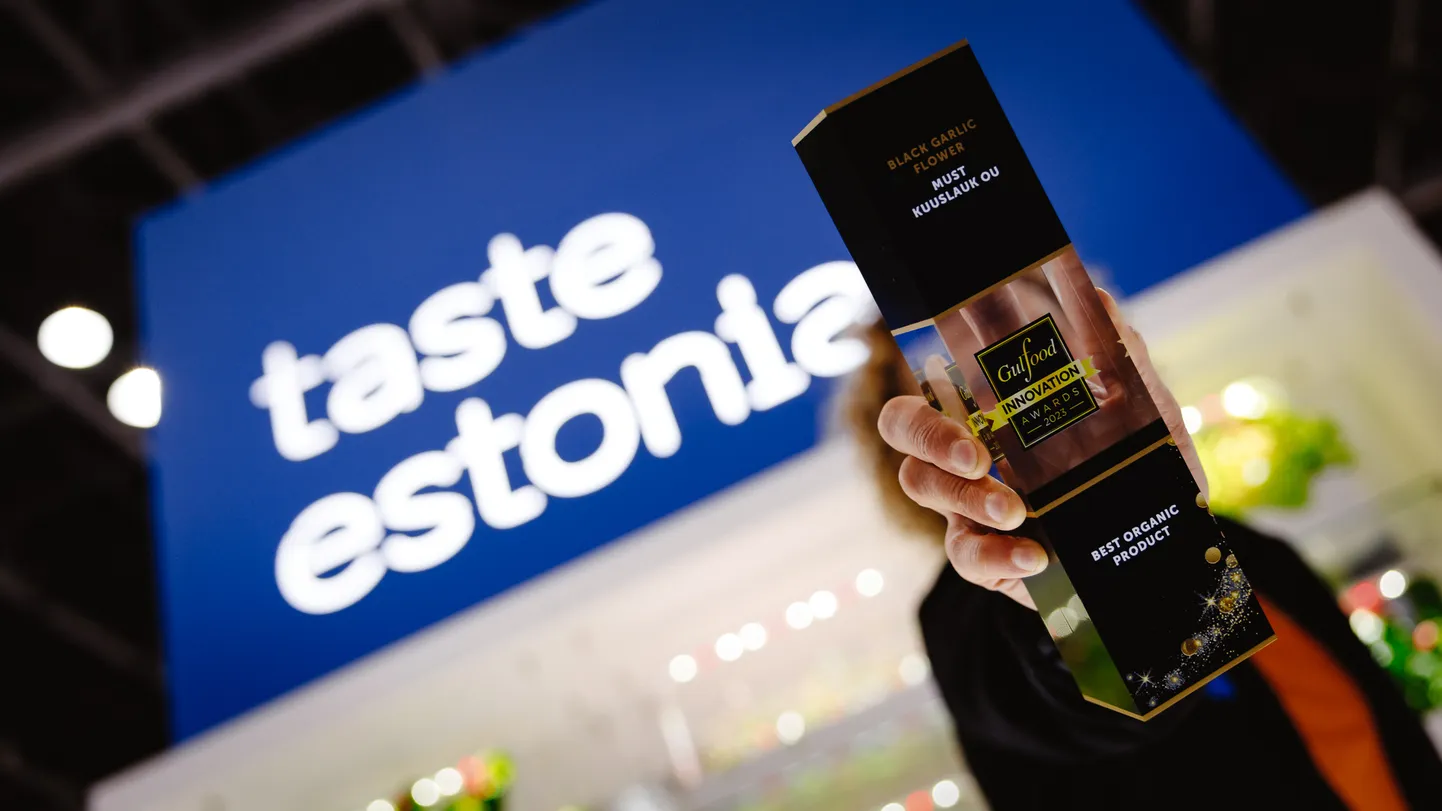 taste
estonia
BLACK GARLIC
FLOWER
MUST
KUUSLAUK OU
Gulfood
INNOVATION
AWARDS
2023
BEST ORGANIC
PRODUCT